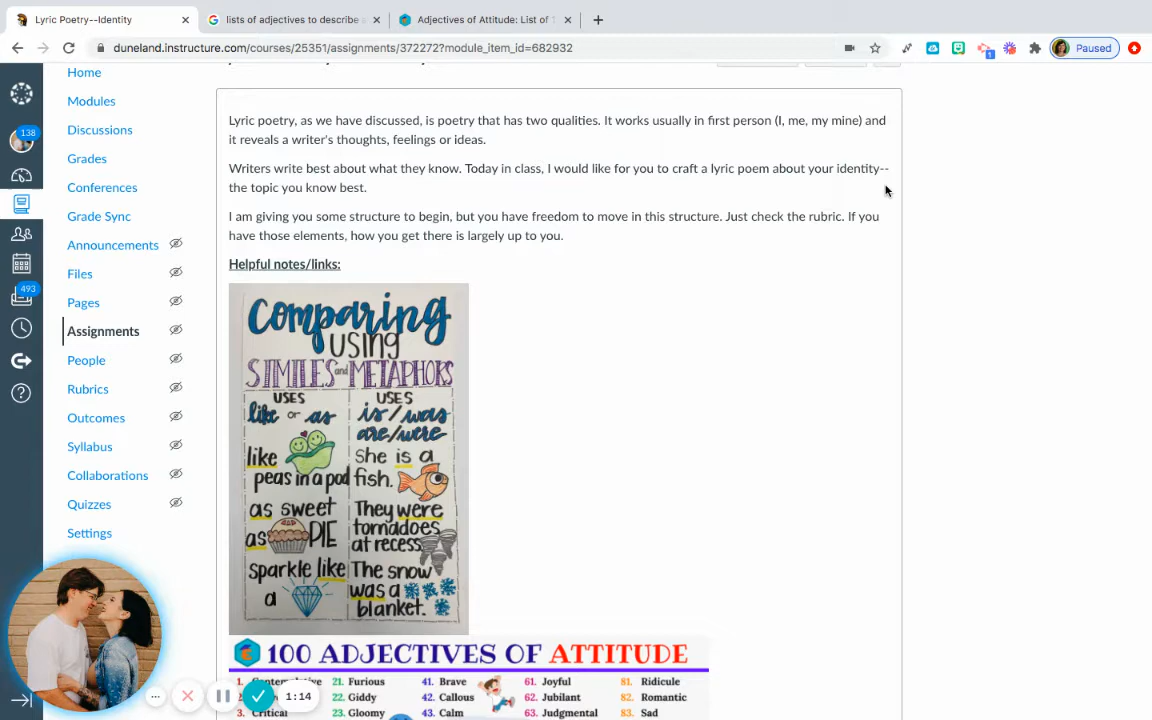 Lyric Poetry--Identity
lists of adjectives to describe
Adjectives of Attitude: List of
duneland.instructure.com/courses/25351/assignments/372272?module_item_id=682932
1
Paused
138
493
Home
Modules
Discussions
Grades
Conferences
Grade Sync
Announcements
Files
Pages
Assignments
People
Rubrics
Outcomes
Syllabus
Collaborations
Quizzes
Settings
Lyric poetry, as we have discussed, is poetry that has two qualities. It works usually in first person (I, me, my mine) and
it reveals a writer's thoughts, feelings or ideas.
Writers write best about what they know. Today in class, I would like for you to craft a lyric poem about your identity--
the topic you know best.
I am giving you some structure to begin, but you have freedom to move in this structure. Just check the rubric. If you
have those elements, how you get there is largely up to you.
Helpful notes/links:
Comparing
using
SIMILES and METAPHORS
USES
like or as
like
peas in a pod
as sweet
as PIE
sparkle like
a
USES
is/was
are/were
She is a
fish.
They were
tornadoes
at recess.
The snow
was a
blanket.
100 ADJECTIVES OF ATTITUDE
1. Contemplative 21. Furious 41. Brave 61. Joyful 81. Ridicule
22. Giddy 42. Callous 62. Jubilant 82. Romantic
3. Critical 23. Gloomy 43. Calm 63. Judgmental 83. Sad
1:14